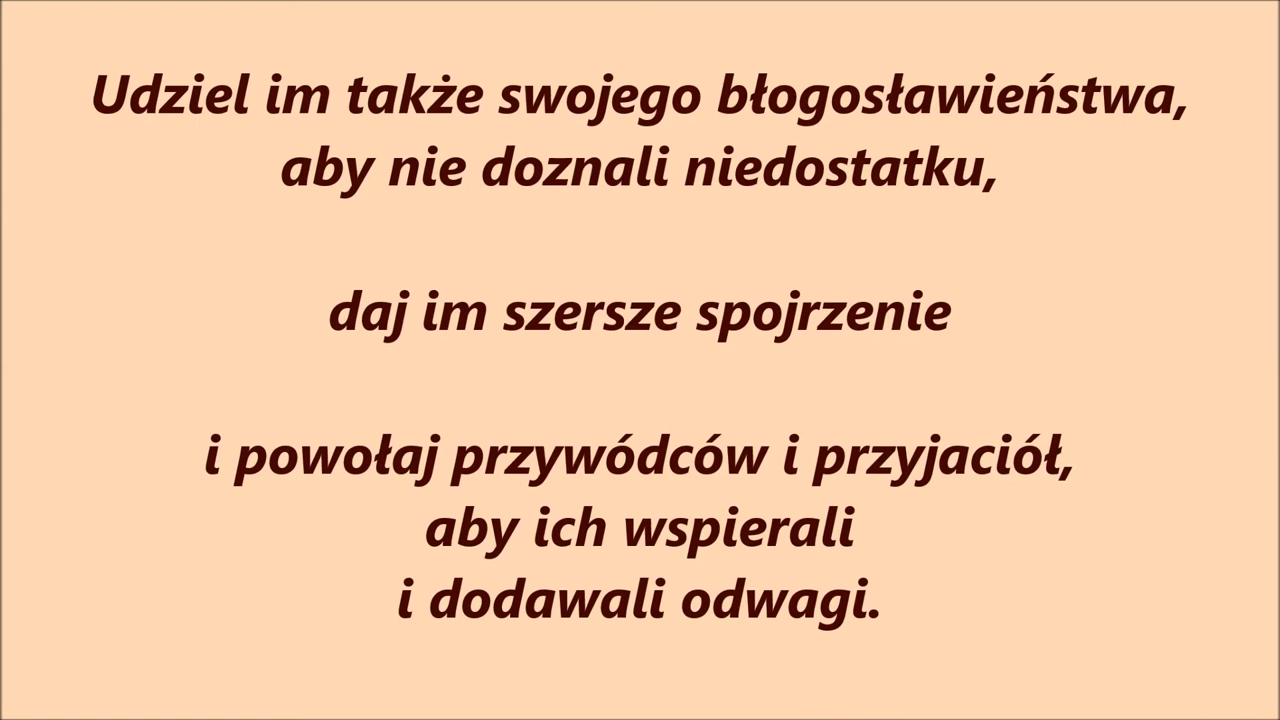 Udziel im także swojego błogosławieństwa,
aby nie doznali niedostatku,
daj im szersze spojrzenie
i powołaj przywódców i przyjaciół,
aby ich wspierali
i dodawali odwagi.